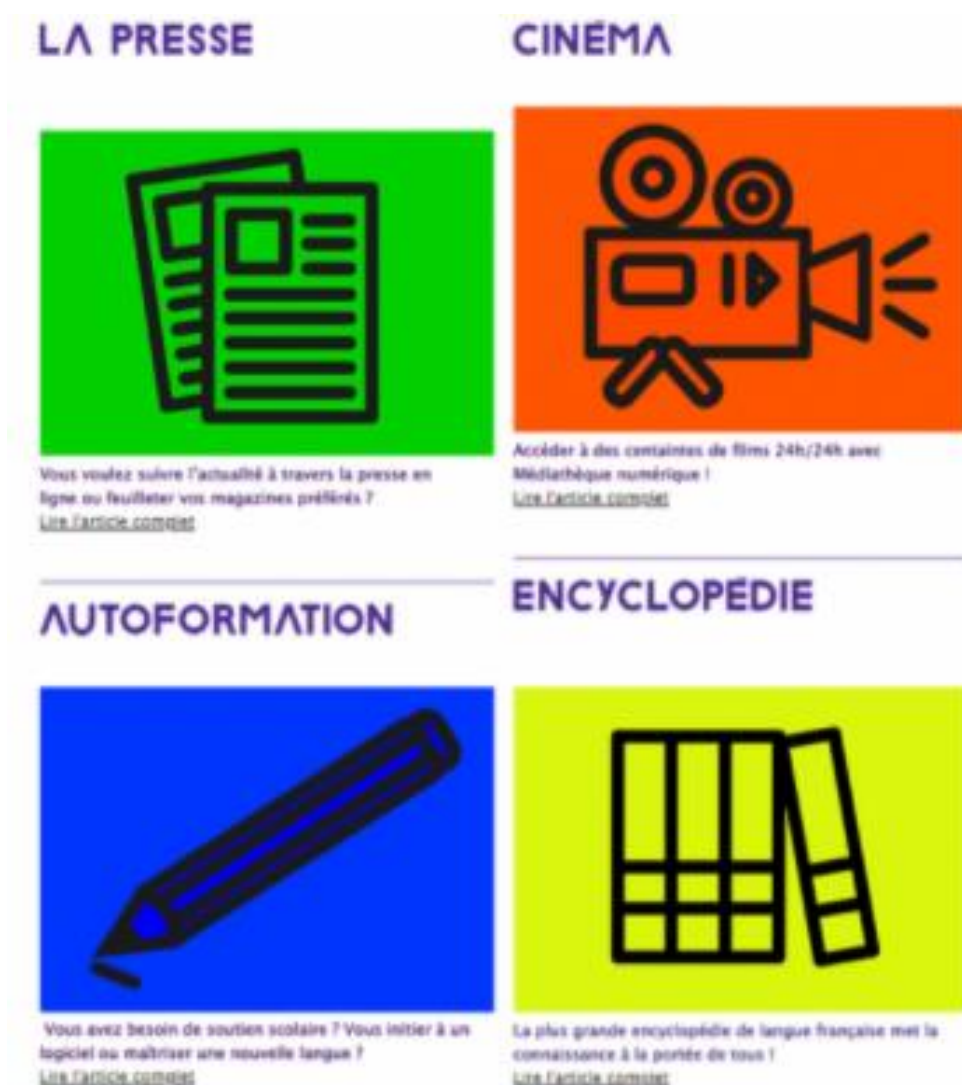 LA PRESSE
Vous voulez suivre l'actualité à travers la presse en
ligne ou feuilleter vos magazines préférés ?
Lire l'article complet
CINÉMA
Accéder à des containtes de films 24h/24h avec
Médiathèque numérique !
Lire l'article complet
AUTOFORMATION
Vous avez besoin de soutien scolaire ? Vous initier à un
logiciel ou maîtriser une nouvelle langue ?
Lire l'article complet
ENCYCLOPÉDIE
La plus grande encyclopédie de langue française met la
connaissance à la portée de tous !
Lire l'article complet